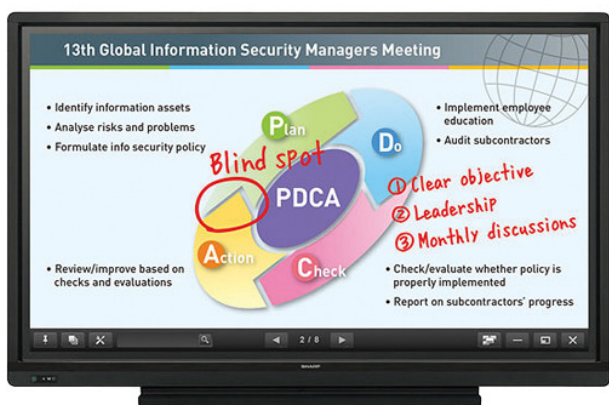 13th Global Information Security Managers Meeting
• Identify information assets
• Analyse risks and problems
• Formulate info security policy
• Implement employee
education
• Audit subcontractors
Plan
Do
Blind spot
PDCA
① Clear objective
② Leadership
③ Monthly discussions
Action
Check
• Review/improve based on
checks and evaluations
• Check/evaluate whether policy is
properly implemented
• Report on subcontractors' progress
2 / 8
SHARP